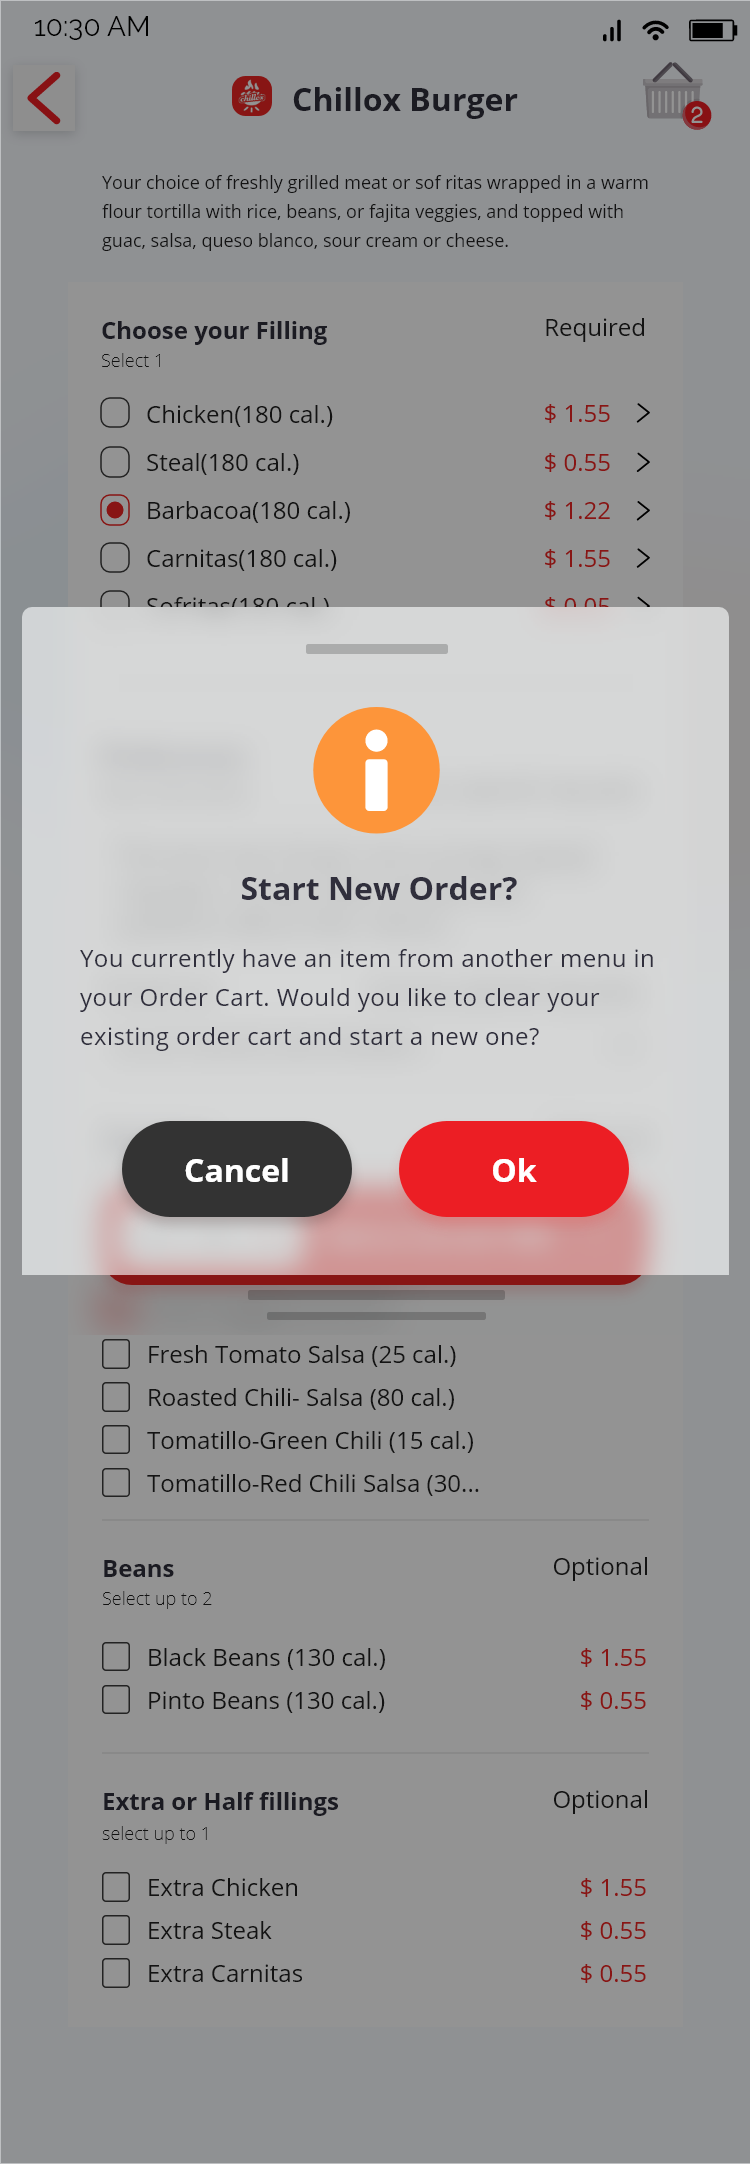 10:30 AM
Chillox Burger
2
Your choice of freshly grilled meat or sof ritas wrapped in a warm
flour tortilla with rice, beans, or fajita veggies, and topped with
guac, salsa, queso blanco, sour cream or cheese.
Choose your Filling
Required
Select 1
Chicken(180 cal.)
$ 1.55
Steal(180 cal.)
$ 0.55
Barbacoa(180 cal.)
$ 1.22
Carnitas(180 cal.)
$ 1.55
Sofritas(180 cal.)
$ 0.05
Start New Order?
You currently have an item from another menu in
your Order Cart. Would you like to clear your
existing order cart and start a new one?
Cancel
Ok
Fresh Tomato Salsa (25 cal.)
Roasted Chili- Salsa (80 cal.)
Tomatillo-Green Chili (15 cal.)
Tomatillo-Red Chili Salsa (30...
Beans
Optional
Select up to 2
Black Beans (130 cal.)
$ 1.55
Pinto Beans (130 cal.)
$ 0.55
Extra or Half fillings
Optional
select up to 1
Extra Chicken
$ 1.55
Extra Steak
$ 0.55
Extra Carnitas
$ 0.55